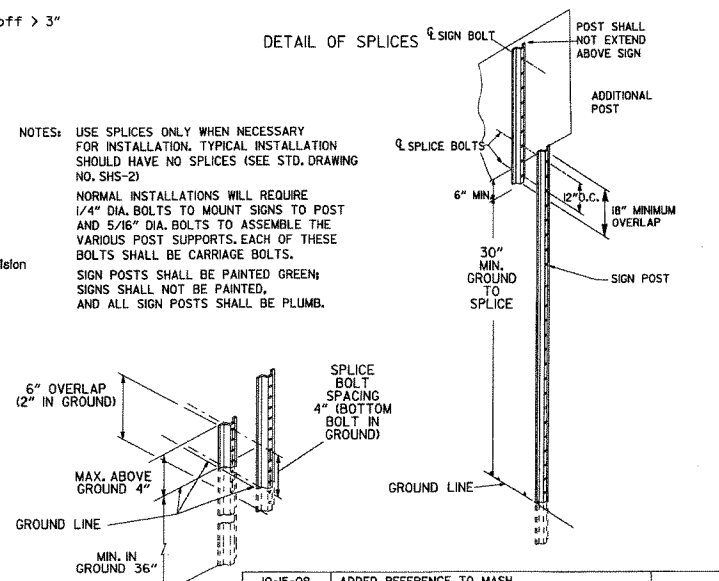 off > 3"
DETAIL OF SPLICES
℄ SIGN BOLT
POST SHALL
NOT EXTEND
ABOVE SIGN
ADDITIONAL
POST
NOTES: USE SPLICES ONLY WHEN NECESSARY
FOR INSTALLATION. TYPICAL INSTALLATION
SHOULD HAVE NO SPLICES (SEE STD. DRAWING
NO. SHS-2)
NORMAL INSTALLATIONS WILL REQUIRE
1/4" DIA. BOLTS TO MOUNT SIGNS TO POST
AND 5/16" DIA. BOLTS TO ASSEMBLE THE
VARIOUS POST SUPPORTS. EACH OF THESE
BOLTS SHALL BE CARRIAGE BOLTS.
SIGN POSTS SHALL BE PAINTED GREEN;
SIGNS SHALL NOT BE PAINTED,
AND ALL SIGN POSTS SHALL BE PLUMB.
℄ SPLICE BOLTS
6" MIN.
12" O.C.
18" MINIMUM
OVERLAP
30"
MIN.
GROUND
TO
SPLICE
SIGN POST
GROUND LINE
6" OVERLAP
(2" IN GROUND)
SPLICE
BOLT
SPACING
4" (BOTTOM
BOLT IN
GROUND)
MAX. ABOVE
GROUND 4"
GROUND LINE
MIN. IN
GROUND 36"
ADDED REFERENCE TO MASH